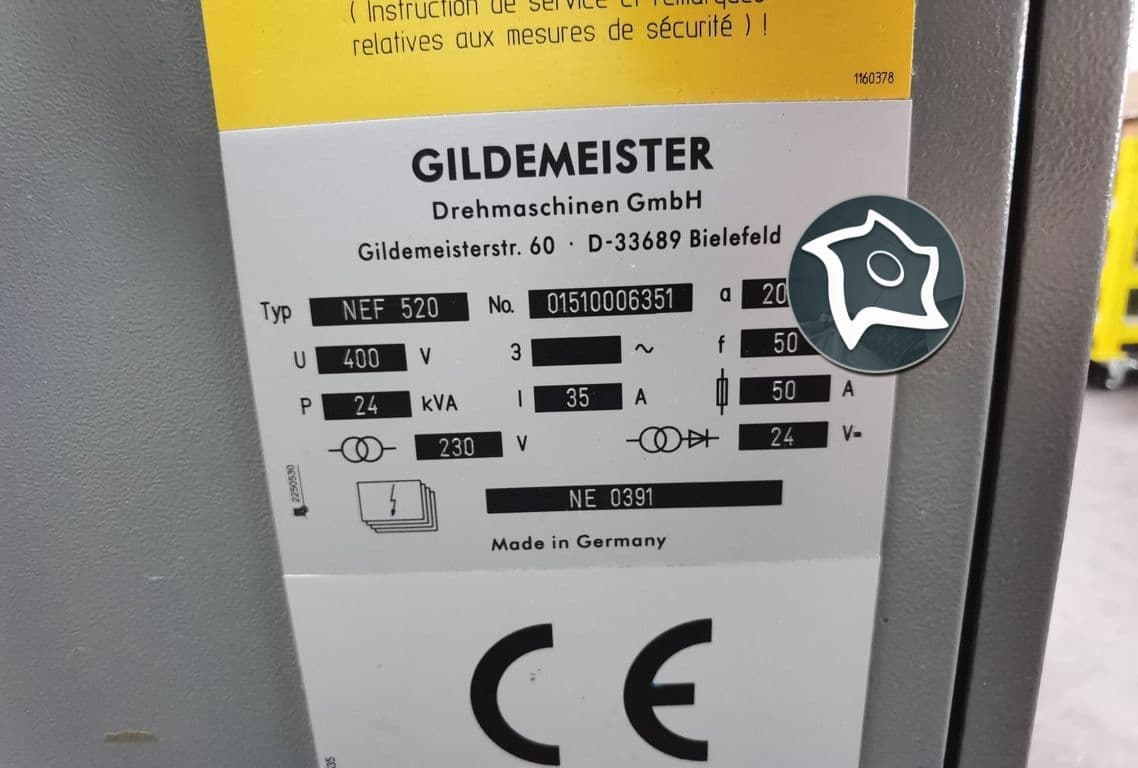 ( Instruction de service et remarques
relatives aux mesures de sécurité ) !
1160378
GILDEMEISTER
Drehmaschinen GmbH
Gildemeisterstr. 60 · D-33689 Bielefeld
Typ NEF 520 No. 01510006351 a 20
U 400 V 3 ~ f 50
P 24 kVA I 35 A 50 A
230 V 24 V=
2250530
NE 0391
Made in Germany
CE
35